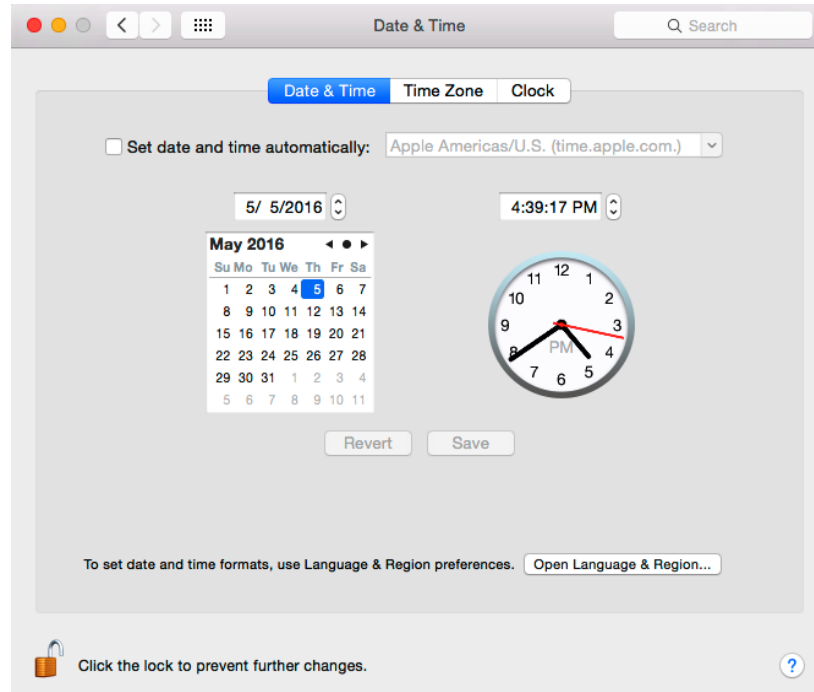 Date & Time
Search
Date & Time Time Zone Clock
Set date and time automatically: Apple Americas/U.S. (time.apple.com.)
5/ 5/2016
4:39:17 PM
May 2016
Su Mo Tu We Th Fr Sa
1 2 3 4 5 6 7
8 9 10 11 12 13 14
15 16 17 18 19 20 21
22 23 24 25 26 27 28
29 30 31 1 2 3 4
5 6 7 8 9 10 11
12
11 1
10 2
9 3
8 PM 4
7 5
6
Revert Save
To set date and time formats, use Language & Region preferences. Open Language & Region...
Click the lock to prevent further changes. ?